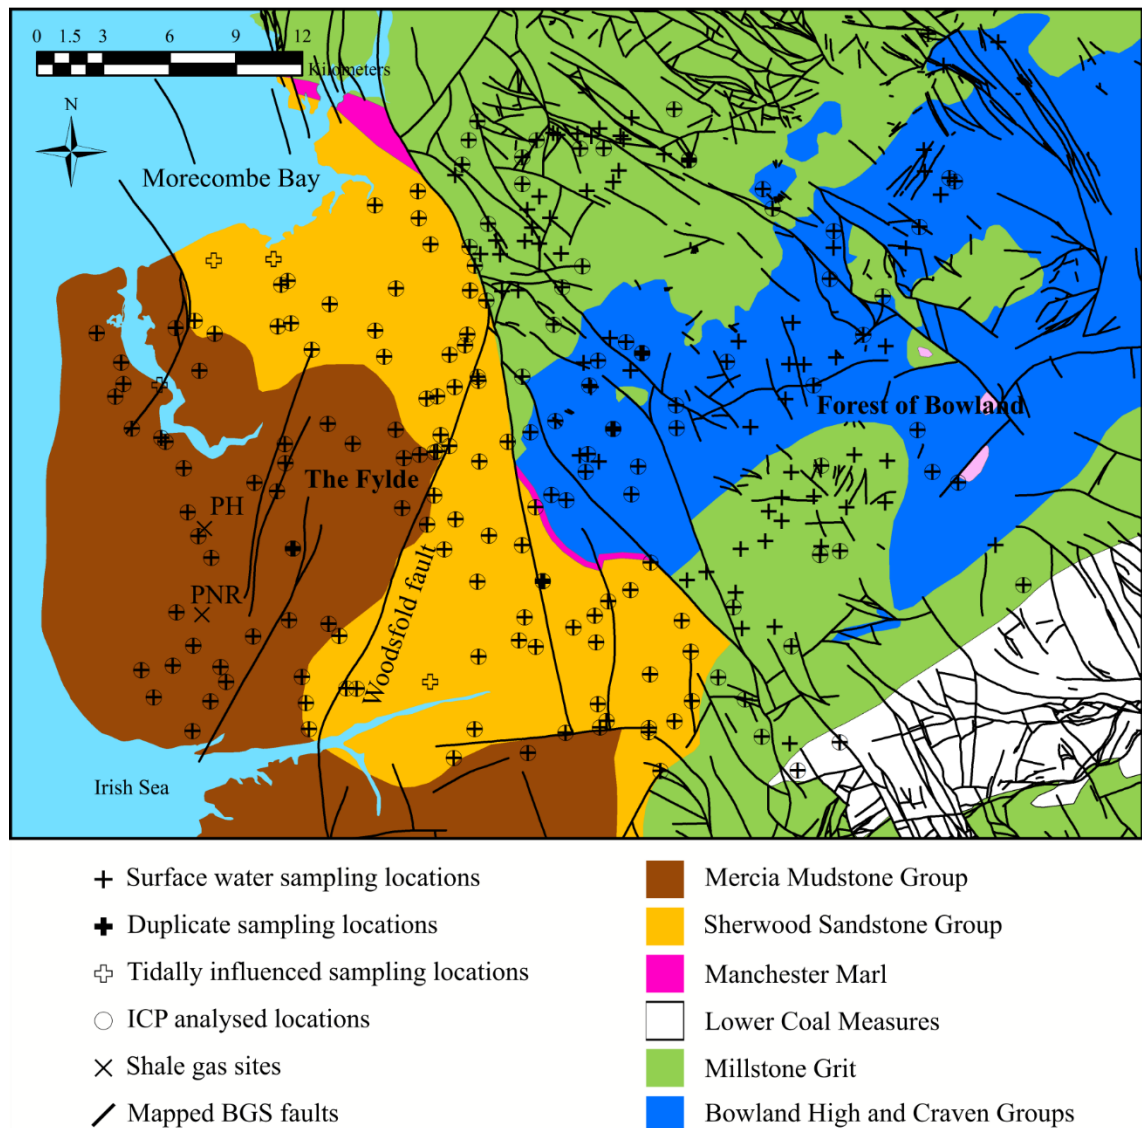 0 1.5 3 6 9 12
Kilometers
N
Morecombe Bay
Forest of Bowland
The Fylde
PH
Woodsfold fault
PNR
Irish Sea
Surface water sampling locations
Duplicate sampling locations
Tidally influenced sampling locations
ICP analysed locations
Shale gas sites
Mapped BGS faults
Mercia Mudstone Group
Sherwood Sandstone Group
Manchester Marl
Lower Coal Measures
Millstone Grit
Bowland High and Craven Groups